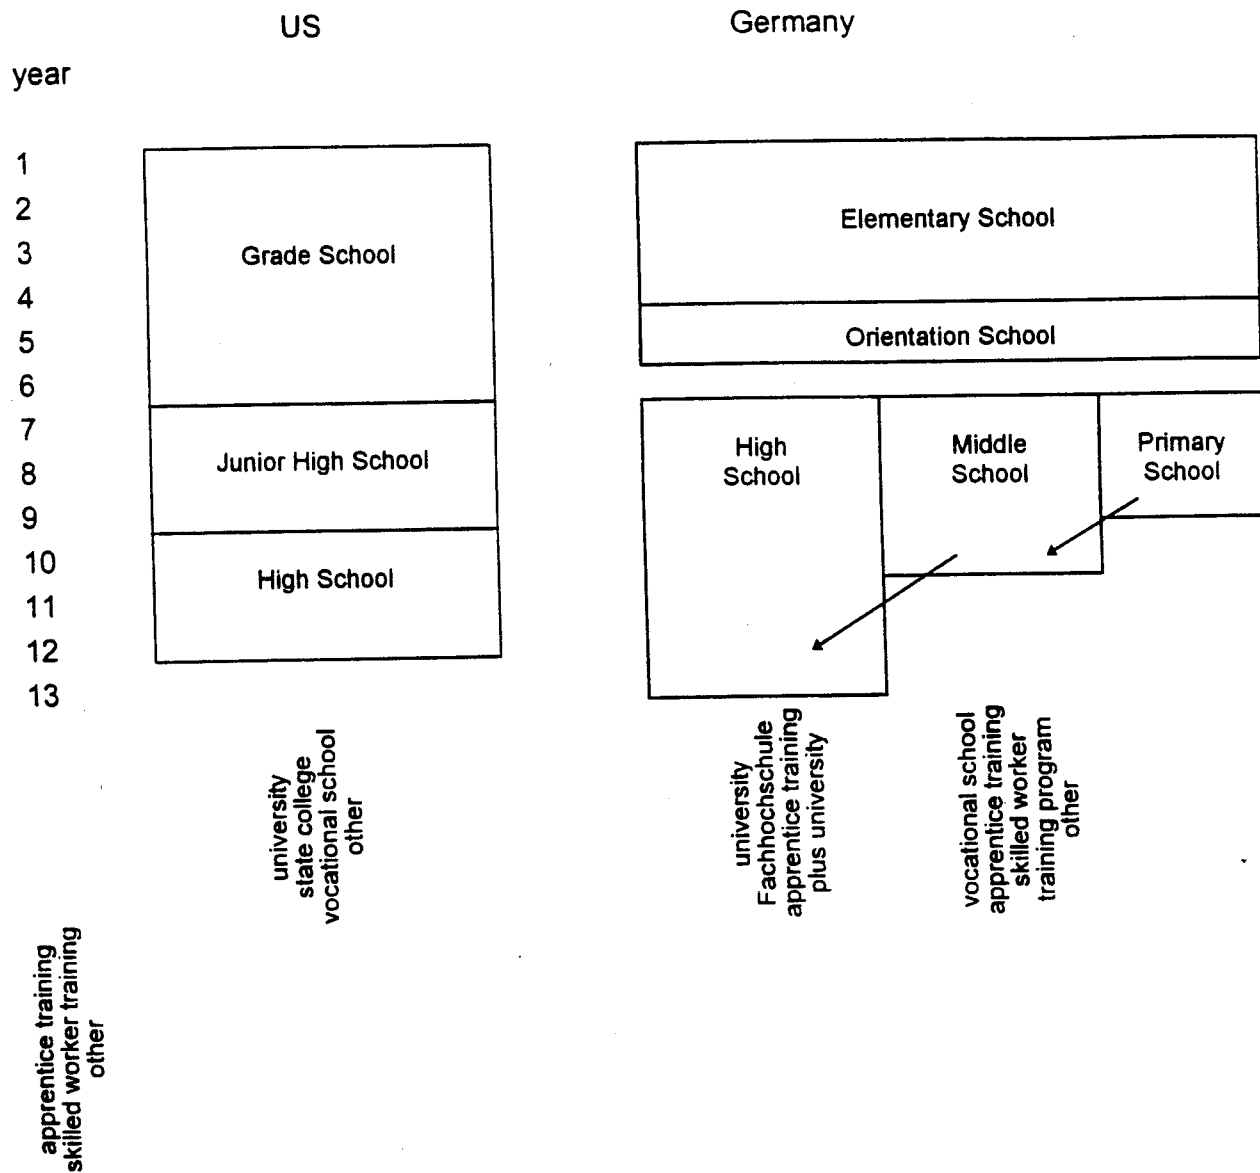 US
Germany
year
1
2
3
4
5
6
7
8
9
10
11
12
13
Grade School
Junior High School
High School
Elementary School
Orientation School
High
School
Middle
School
Primary
School
university
state college
vocational school
other
university
Fachhochschule
apprentice training
plus university
vocational school
apprentice training
skilled worker
training program
other
apprentice training
skilled worker training
other